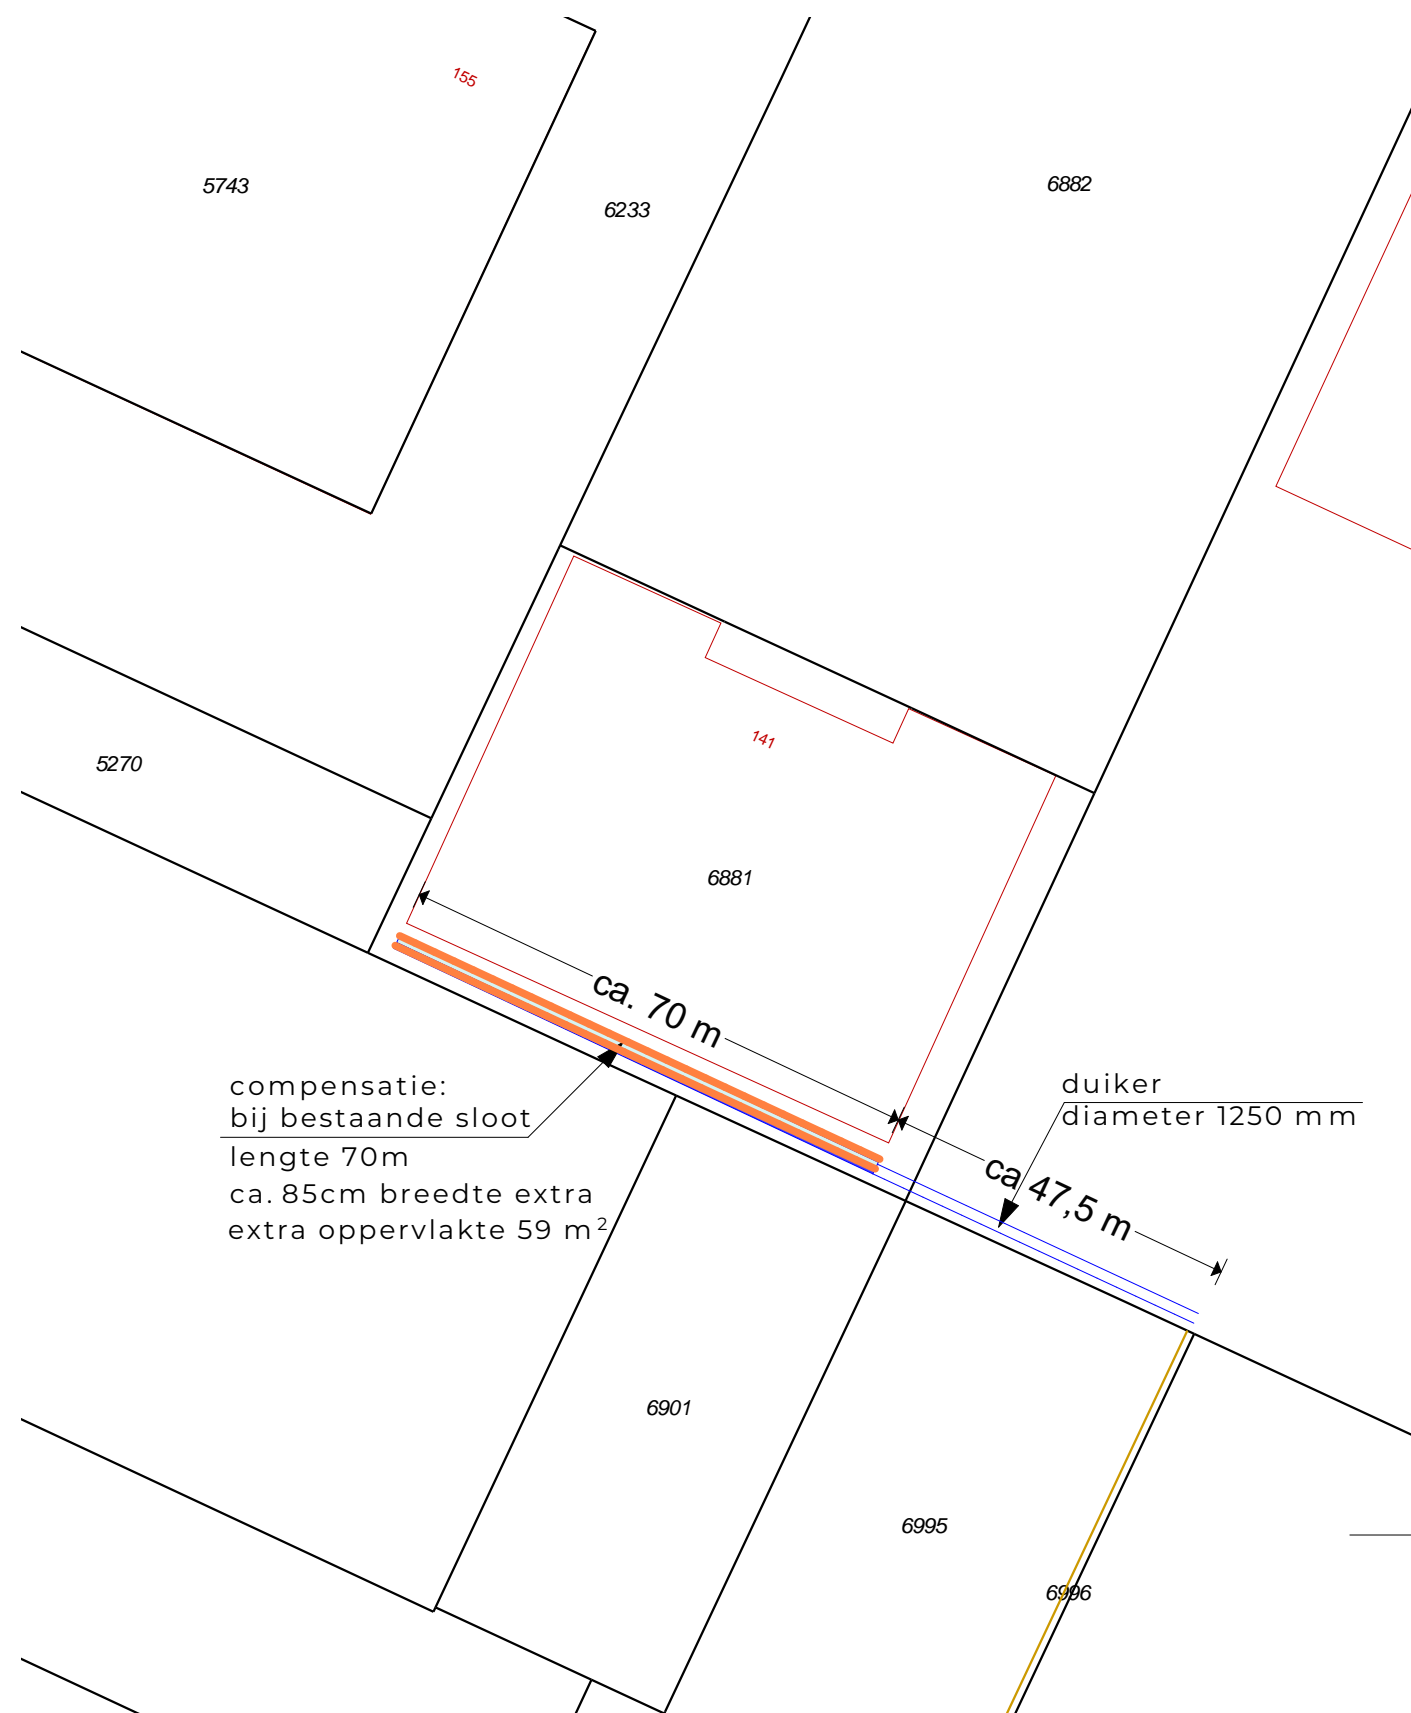 155
5743
6233
6882
141
5270
6881
ca. 70 m
compensatie:
bij bestaande sloot
lengte 70m
ca. 85cm breedte extra
extra oppervlakte 59 m²
duiker
diameter 1250 mm
ca 47,5 m
6901
6995
6996